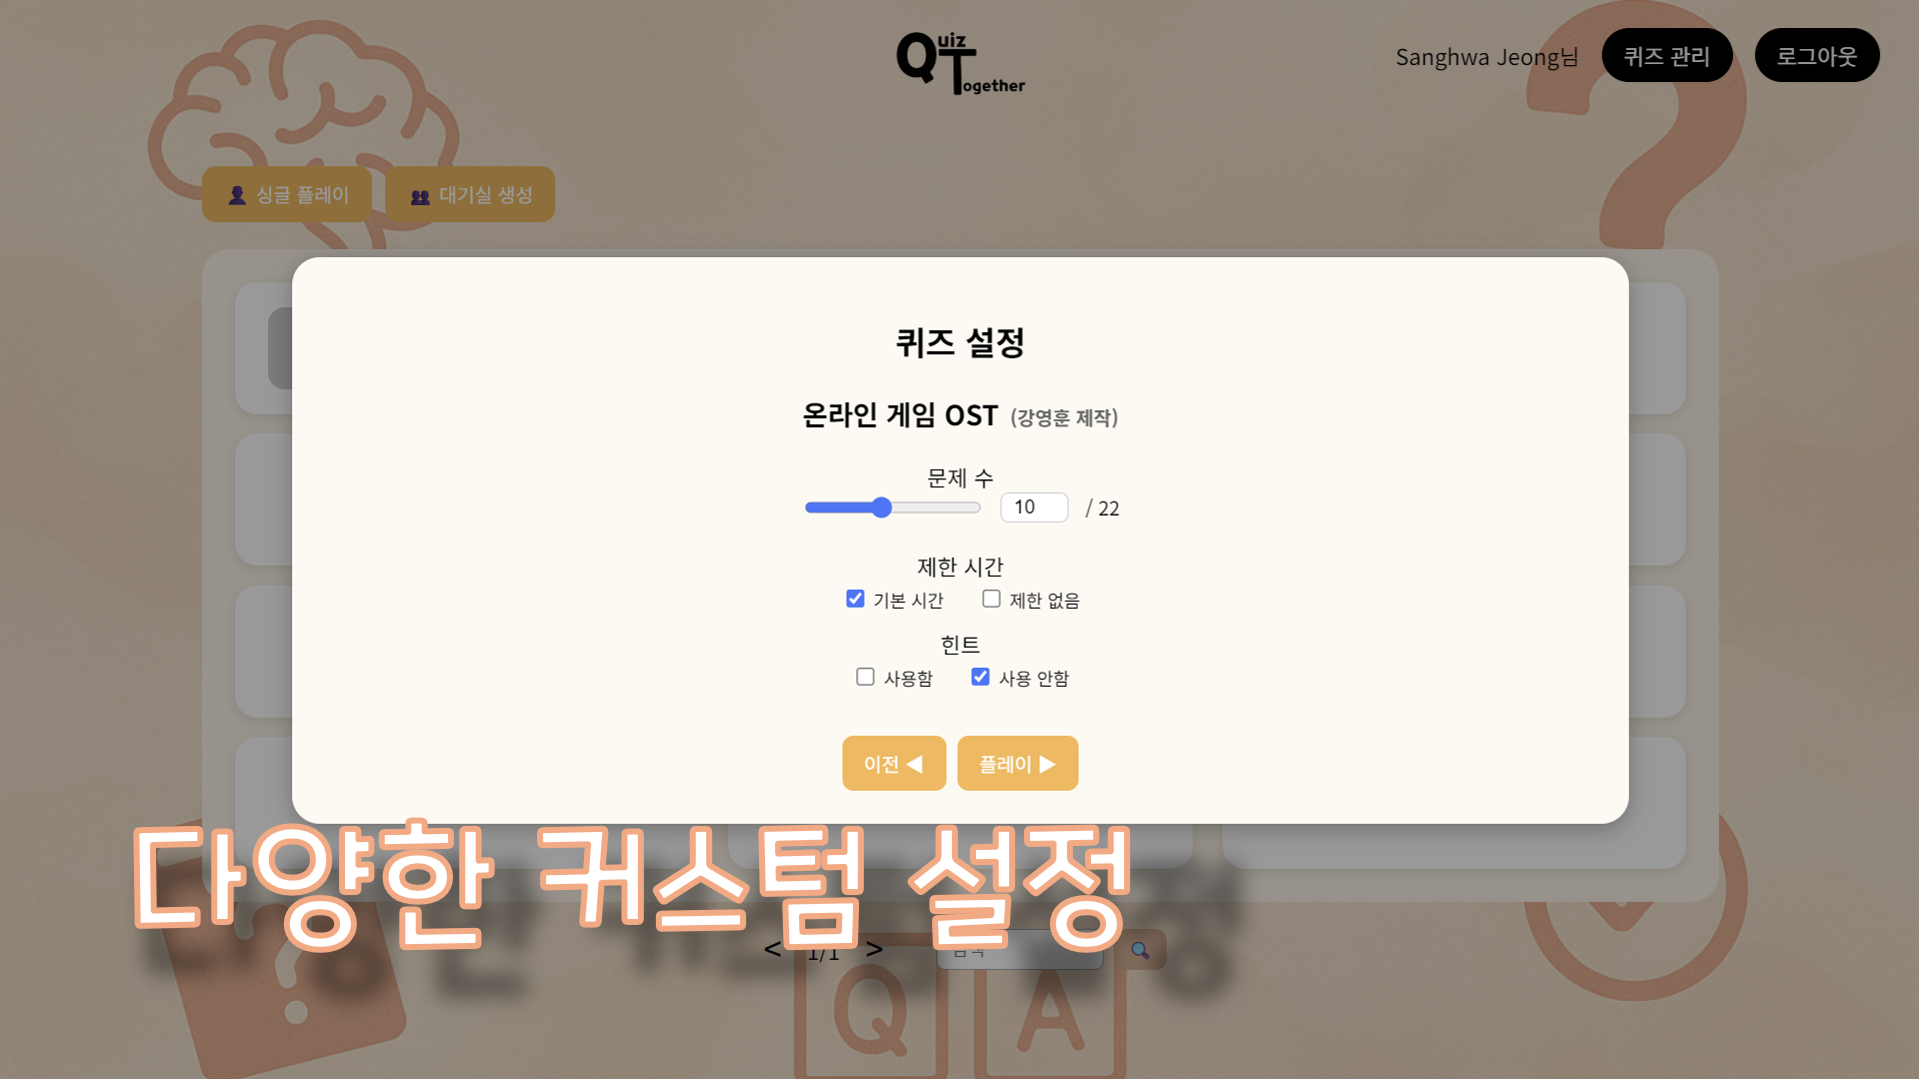 Quiz Together
Sanghwa Jeong님
퀴즈 관리
로그아웃
싱글 플레이
대기실 생성
퀴즈 설정
온라인 게임 OST (강영훈 제작)
문제 수
10 / 22
제한 시간
기본 시간
제한 없음
힌트
사용함
사용 안함
이전 ◀
플레이 ▶
다양한 커스텀 설정
< 1/1 >
검색
Q A